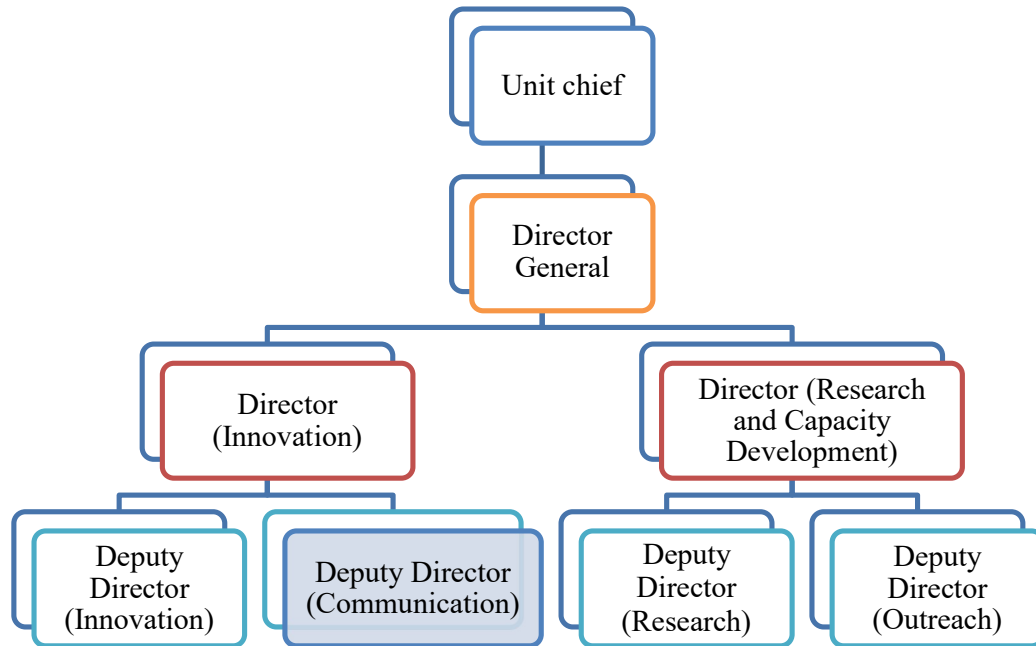 Unit chief
Director
General
Director
(Innovation)
Director (Research
and Capacity
Development)
Deputy
Director
(Innovation)
Deputy Director
(Communication)
Deputy
Director
(Research)
Deputy
Director
(Outreach)